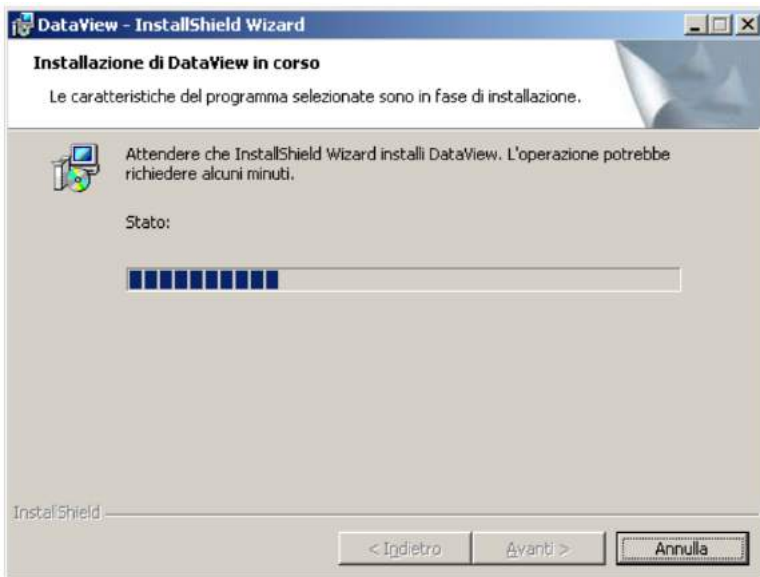 DataView - InstallShield Wizard
Installazione di DataView in corso
Le caratteristiche del programma selezionate sono in fase di installazione.
Attendere che InstallShield Wizard installi DataView. L'operazione potrebbe
richiedere alcuni minuti.
Stato:
InstallShield
< Indietro
Avanti >
Annulla